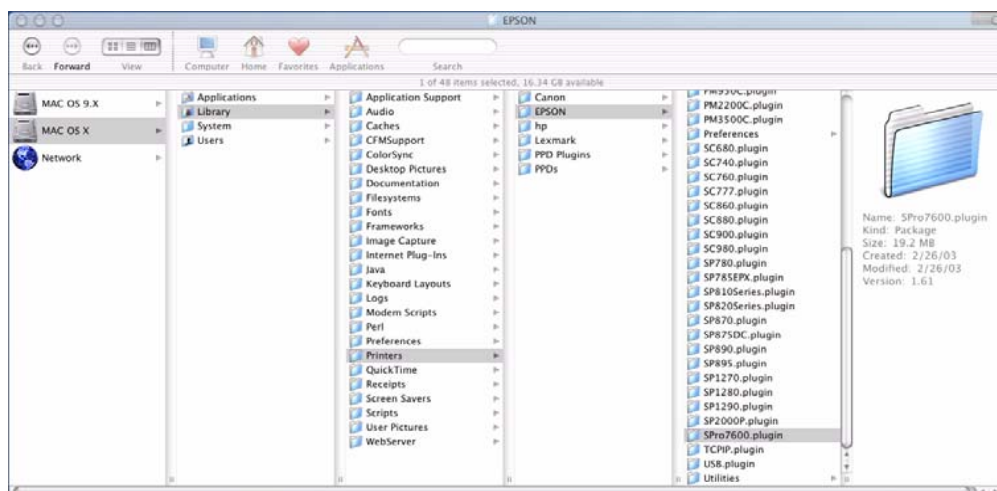 EPSON
Back Forward View Computer Home Favorites Applications Search
1 of 48 items selected, 16.34 GB available
MAC OS 9.X
MAC OS X
Network
Applications
Library
System
Users
Application Support
Audio
Caches
CFMSupport
ColorSync
Desktop Pictures
Documentation
Filesystems
Fonts
Frameworks
Image Capture
Internet Plug-Ins
Java
Keyboard Layouts
Logs
Modem Scripts
Perl
Preferences
Printers
QuickTime
Receipts
Screen Savers
Scripts
User Pictures
WebServer
Canon
EPSON
hp
Lexmark
PPD Plugins
PPDs
PM950C.plugin
PM2200C.plugin
PM3500C.plugin
Preferences
SC680.plugin
SC740.plugin
SC760.plugin
SC777.plugin
SC860.plugin
SC880.plugin
SC900.plugin
SC980.plugin
SP780.plugin
SP785EPX.plugin
SP810Series.plugin
SP820Series.plugin
SP870.plugin
SP875DC.plugin
SP890.plugin
SP895.plugin
SP1270.plugin
SP1280.plugin
SP1290.plugin
SP2000P.plugin
SPro7600.plugin
TCPIP.plugin
USB.plugin
Utilities
Name: SPro7600.plugin
Kind: Package
Size: 19.2 MB
Created: 2/26/03
Modified: 2/26/03
Version: 1.61